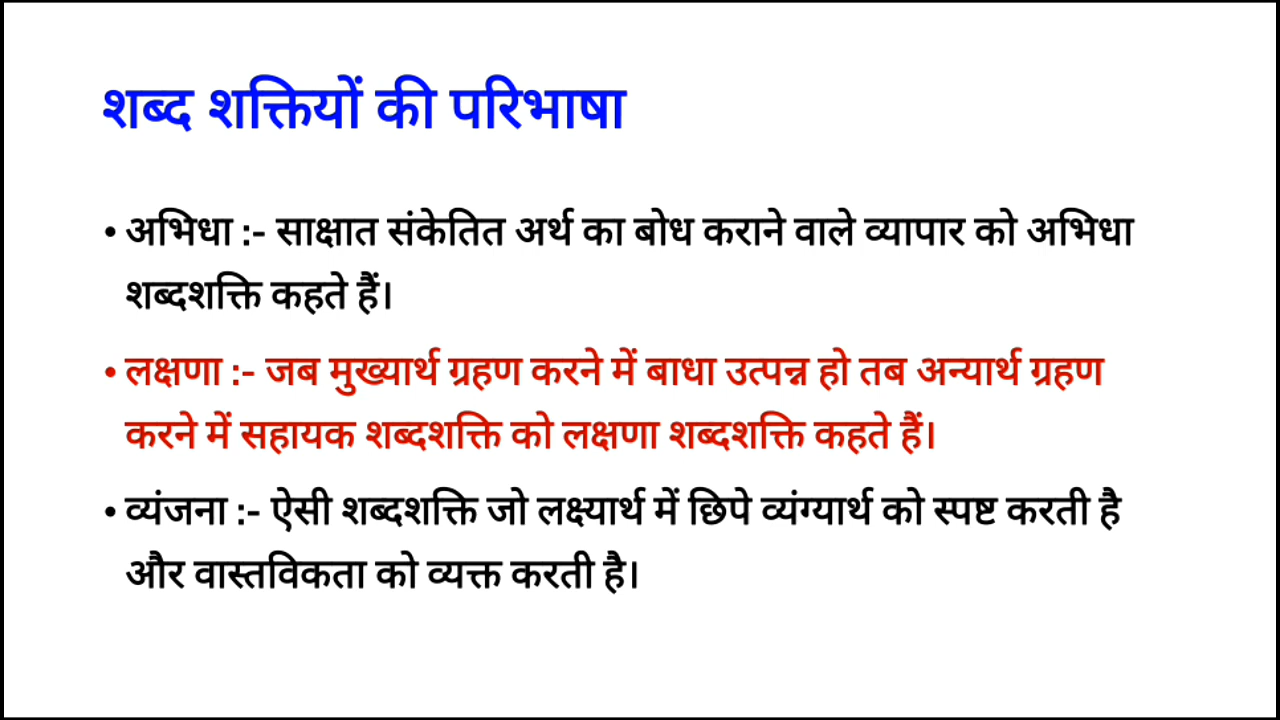 शब्द शक्तियों की परिभाषा
• अभिधा :- साक्षात संकेतित अर्थ का बोध कराने वाले व्यापार को अभिधा
शब्दशक्ति कहते हैं।
• लक्षणा :- जब मुख्यार्थ ग्रहण करने में बाधा उत्पन्न हो तब अन्यार्थ ग्रहण
करने में सहायक शब्दशक्ति को लक्षणा शब्दशक्ति कहते हैं।
• व्यंजना :- ऐसी शब्दशक्ति जो लक्ष्यार्थ में छिपे व्यंग्यार्थ को स्पष्ट करती है
और वास्तविकता को व्यक्त करती है।